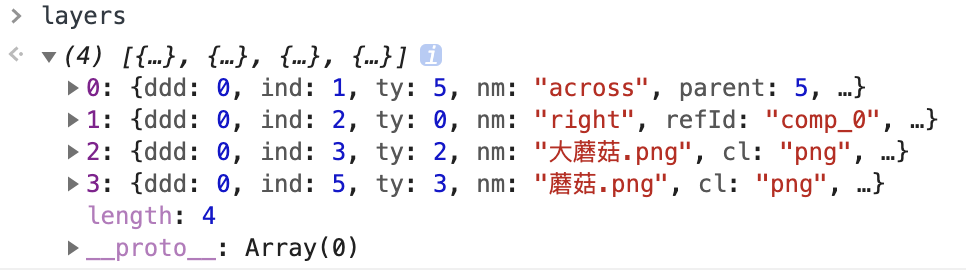 > layers
(4) [{…}, {…}, {…}, {…}] i
0: {ddd: 0, ind: 1, ty: 5, nm: "across", parent: 5, …}
1: {ddd: 0, ind: 2, ty: 0, nm: "right", refId: "comp_0", …}
2: {ddd: 0, ind: 3, ty: 2, nm: "大蘑菇.png", cl: "png", …}
3: {ddd: 0, ind: 5, ty: 3, nm: "蘑菇.png", cl: "png", …}
length: 4
__proto__: Array(0)